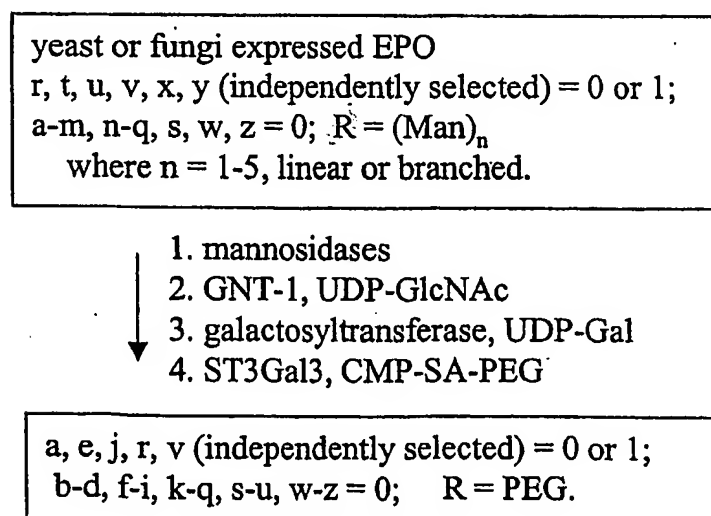 yeast or fungi expressed EPO
r, t, u, v, x, y (independently selected) = 0 or 1;
a-m, n-q, s, w, z = 0; R = (Man)n
where n = 1-5, linear or branched.
1. mannosidases
2. GNT-1, UDP-GlcNAc
3. galactosyltransferase, UDP-Gal
4. ST3Gal3, CMP-SA-PEG
a, e, j, r, v (independently selected) = 0 or 1;
b-d, f-i, k-q, s-u, w-z = 0; R = PEG.